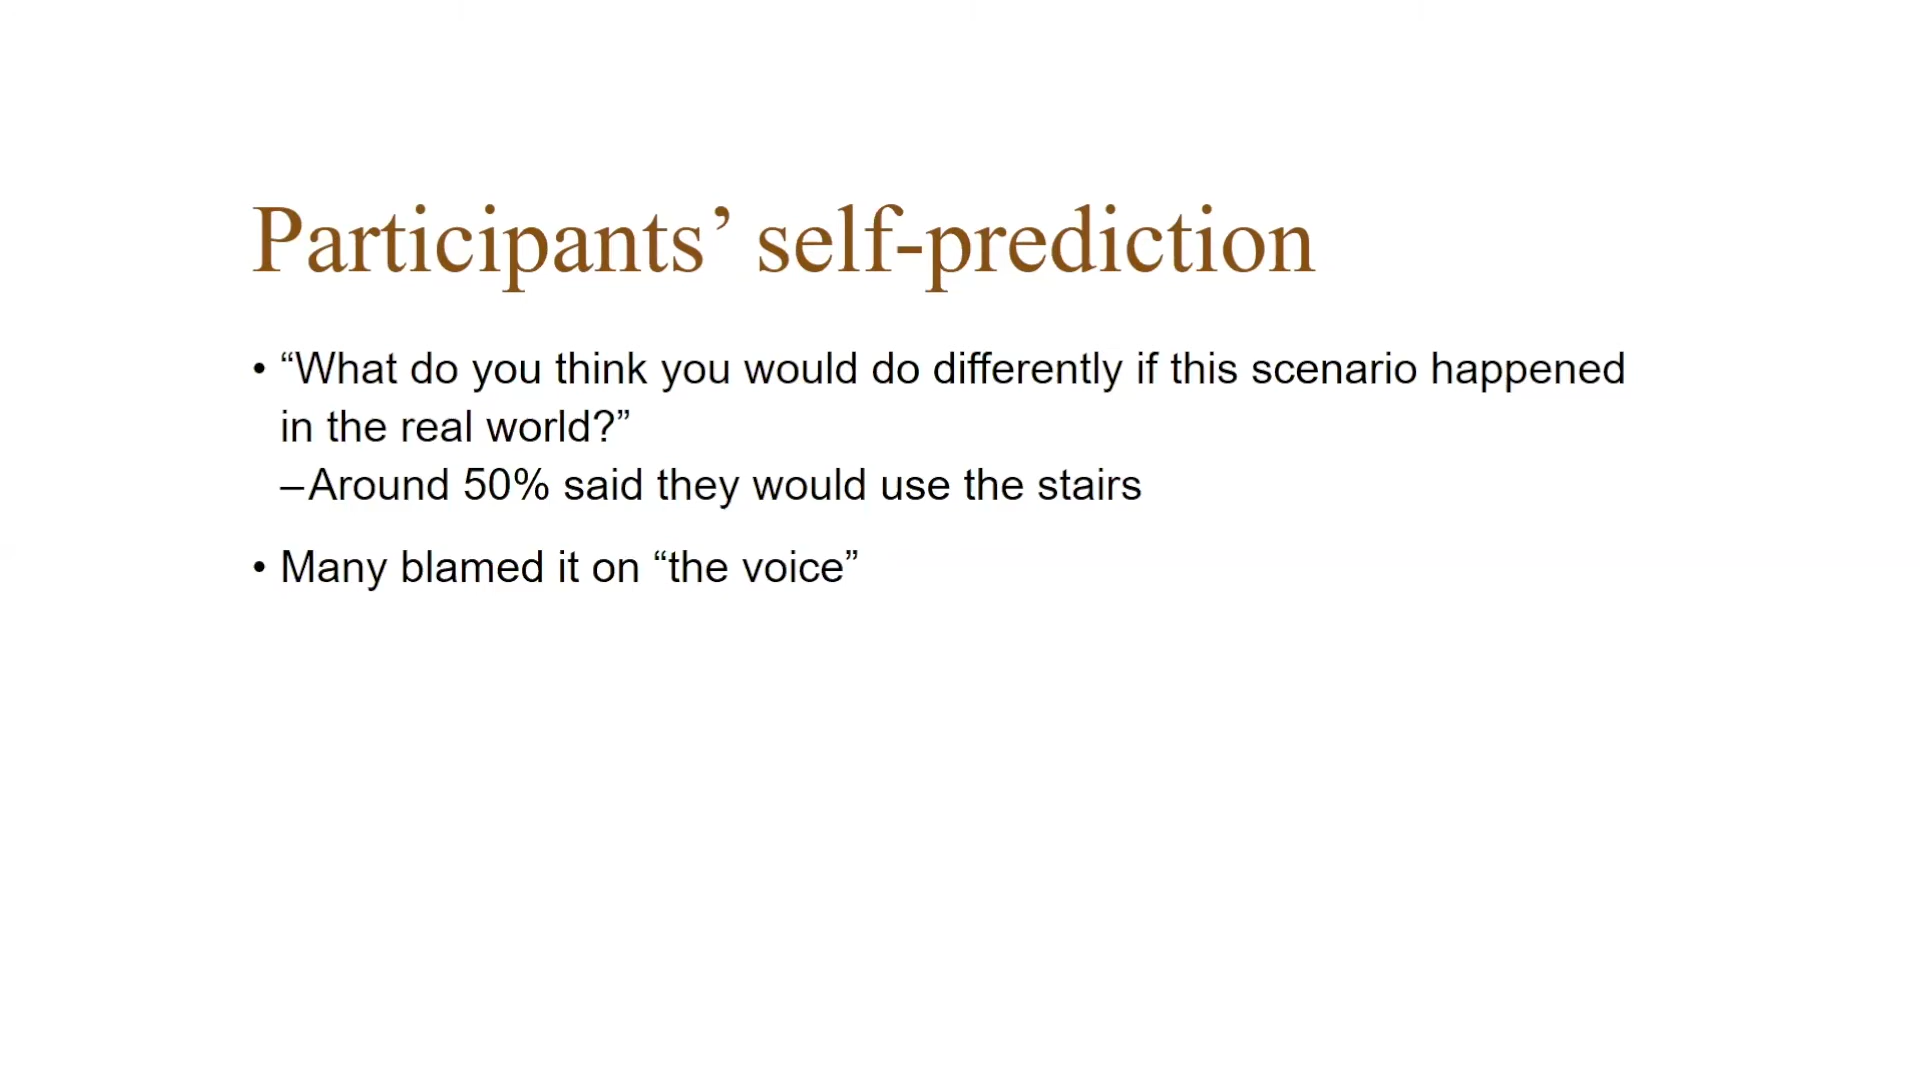 Participants’ self-prediction
• “What do you think you would do differently if this scenario happened
in the real world?”
–Around 50% said they would use the stairs
• Many blamed it on “the voice”